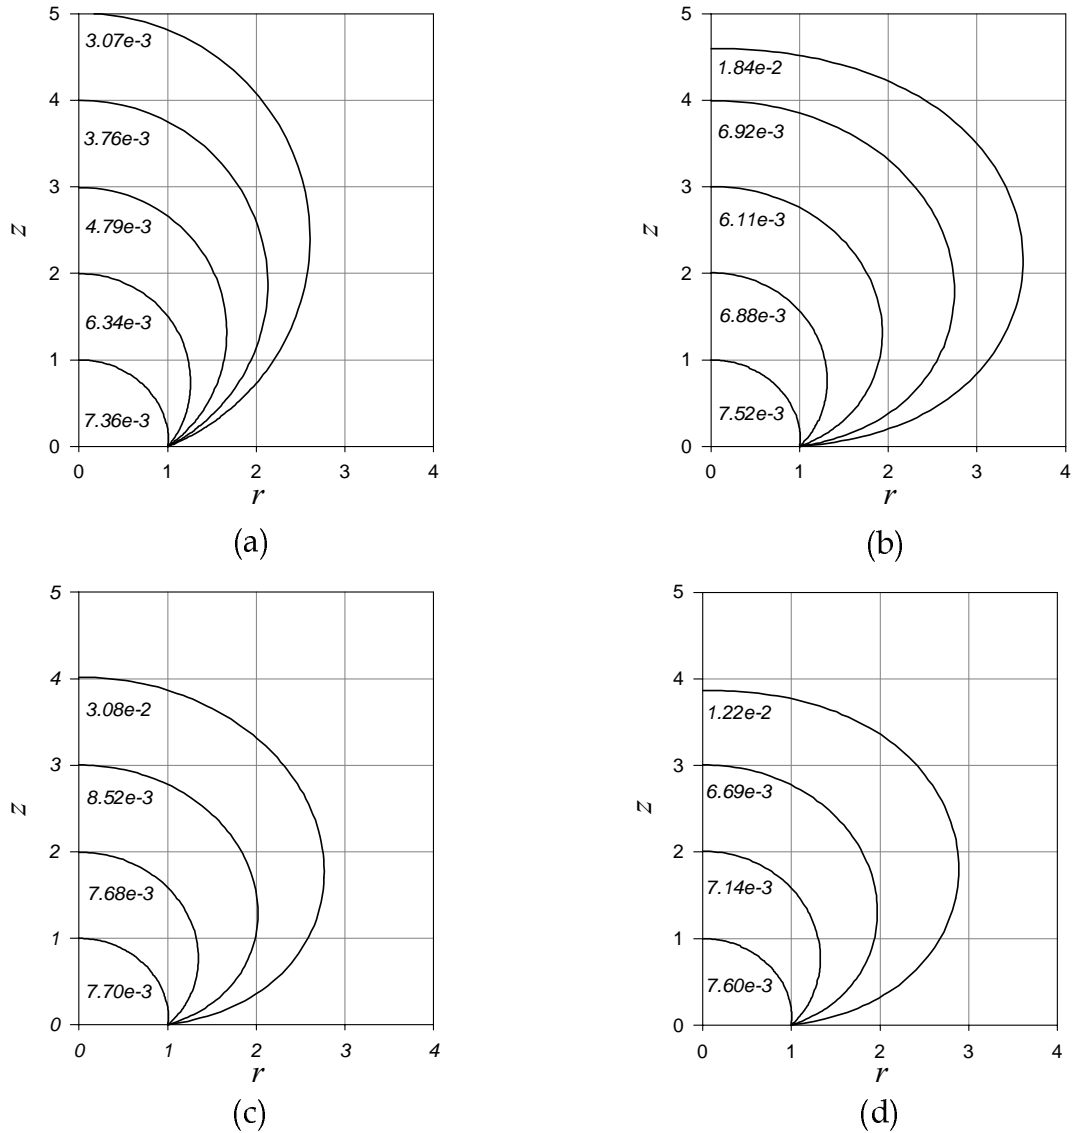 5
3.07e-3
4
3.76e-3
3
z
4.79e-3
2
6.34e-3
1
7.36e-3
0
0 1 2 3 4
r
(a)
5
1.84e-2
4
6.92e-3
3
z
6.11e-3
2
6.88e-3
1
7.52e-3
0
0 1 2 3 4
r
(b)
5
4
3.08e-2
3
z
8.52e-3
2
7.68e-3
1
7.70e-3
0
0 1 2 3 4
r
(c)
5
4
1.22e-2
3
z
6.69e-3
2
7.14e-3
1
7.60e-3
0
0 1 2 3 4
r
(d)